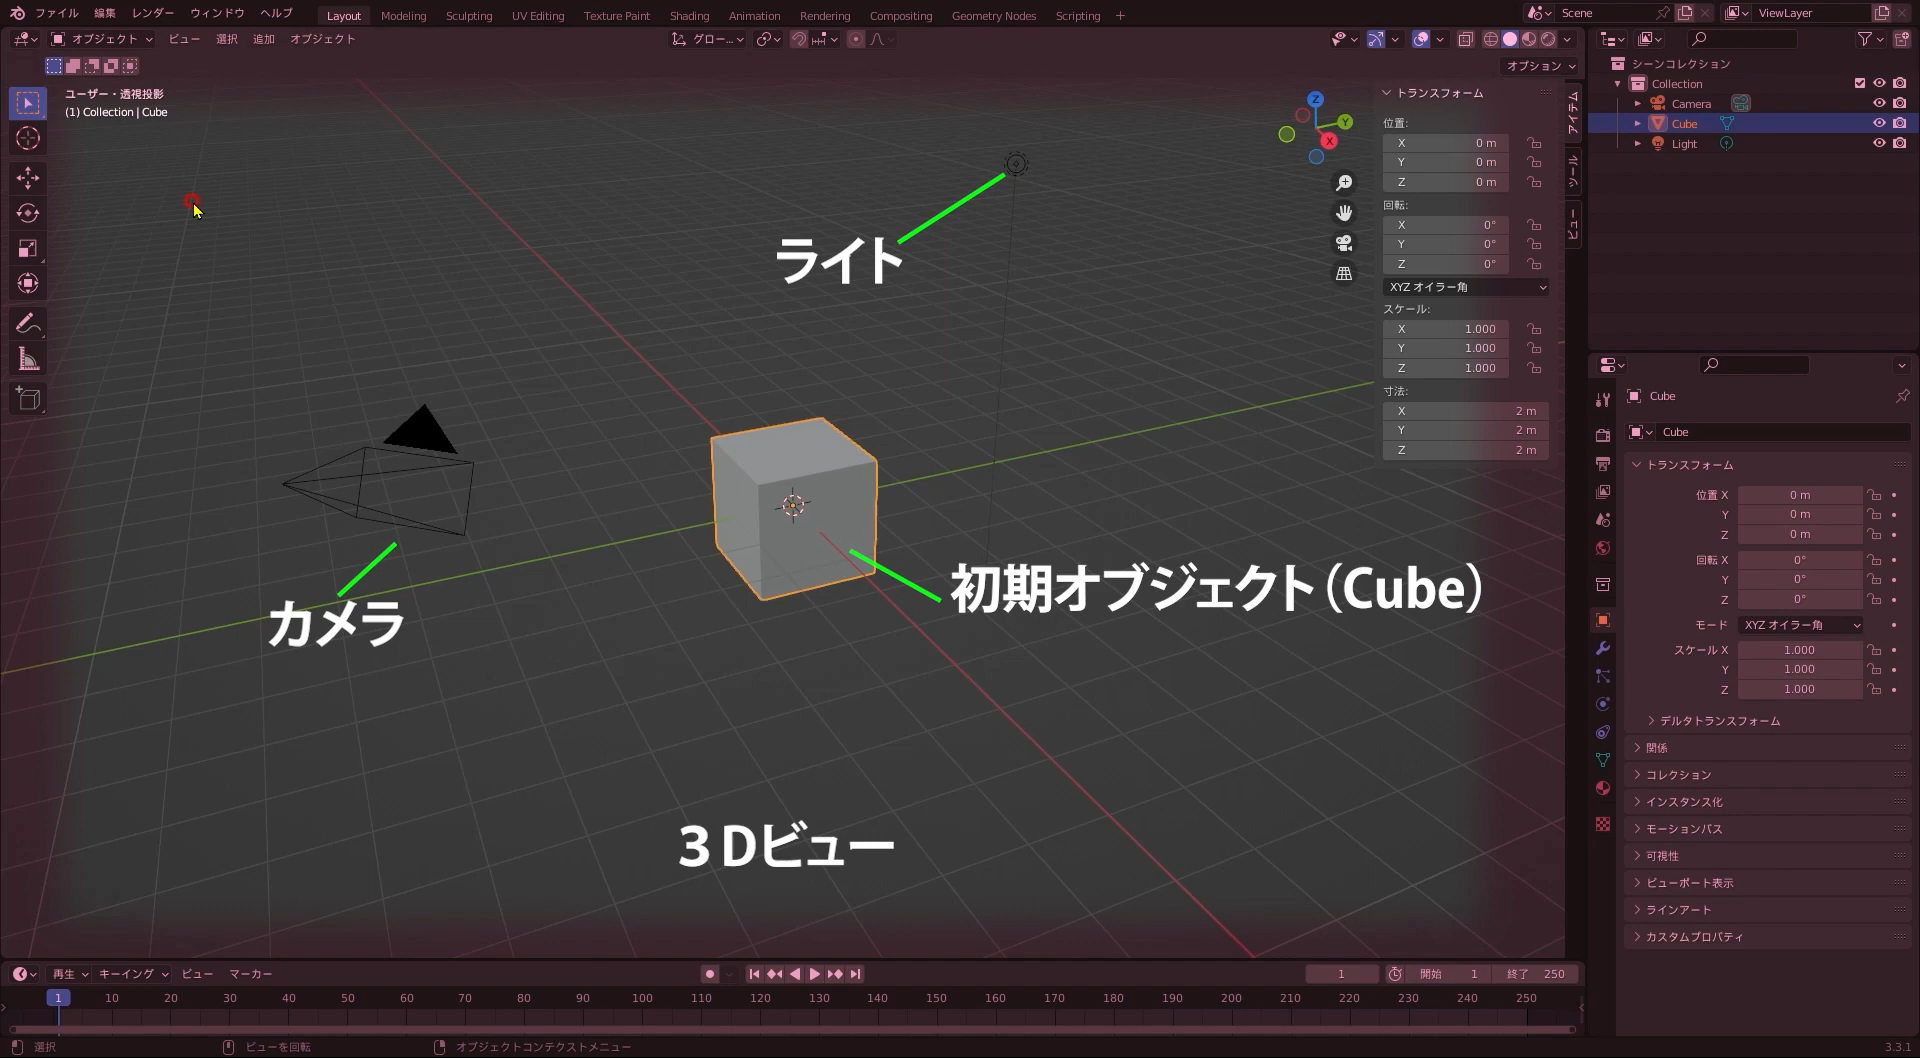 ファイル 編集 レンダー ウィンドウ ヘルプ Layout Modeling Sculpting UV Editing Texture Paint Shading Animation Rendering Compositing Geometry Nodes Scripting + Scene ViewLayer
オブジェクト ビュー 選択 追加 オブジェクト グロー...
オプション
ユーザー・透視投影
(1) Collection | Cube
トランスフォーム
位置:
X 0 m
Y 0 m
Z 0 m
回転:
X 0°
Y 0°
Z 0°
XYZ オイラー角
スケール:
X 1.000
Y 1.000
Z 1.000
寸法:
X 2 m
Y 2 m
Z 2 m
アイテム
ツール
ビュー
Z
Y
X
ライト
カメラ
初期オブジェクト（Cube）
３Dビュー
シーンコレクション
Collection
Camera
Cube
Light
Cube
Cube
トランスフォーム
位置 X 0 m
Y 0 m
Z 0 m
回転 X 0°
Y 0°
Z 0°
モード XYZ オイラー角
スケール X 1.000
Y 1.000
Z 1.000
デルタトランスフォーム
関係
コレクション
インスタンス化
モーションパス
可視性
ビューポート表示
ラインアート
カスタムプロパティ
再生 キーイング ビュー マーカー 1 開始 1 終了 250
1 10 20 30 40 50 60 70 80 90 100 110 120 130 140 150 160 170 180 190 200 210 220 230 240 250
選択 ビューを回転 オブジェクトコンテクストメニュー 3.3.1